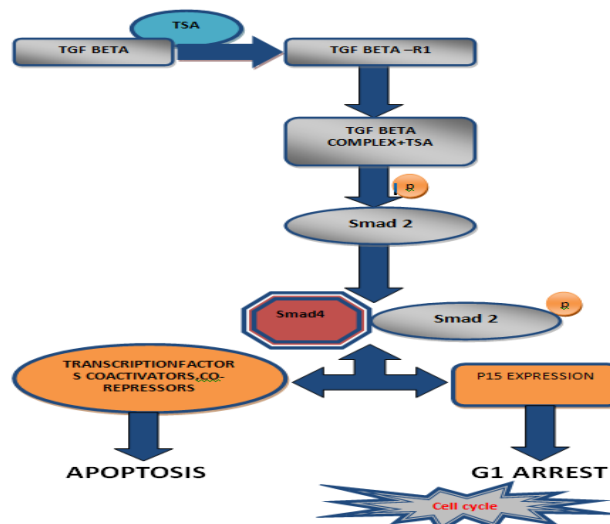 TSA
TGF BETA
TGF BETA –R1
TGF BETA
COMPLEX+TSA
p
Smad 2
Smad4
Smad 2
p
TRANSCRIPTIONFACTOR
S COACTIVATORS,CO-
REPRESSORS
P15 EXPRESSION
APOPTOSIS
G1 ARREST
Cell cycle